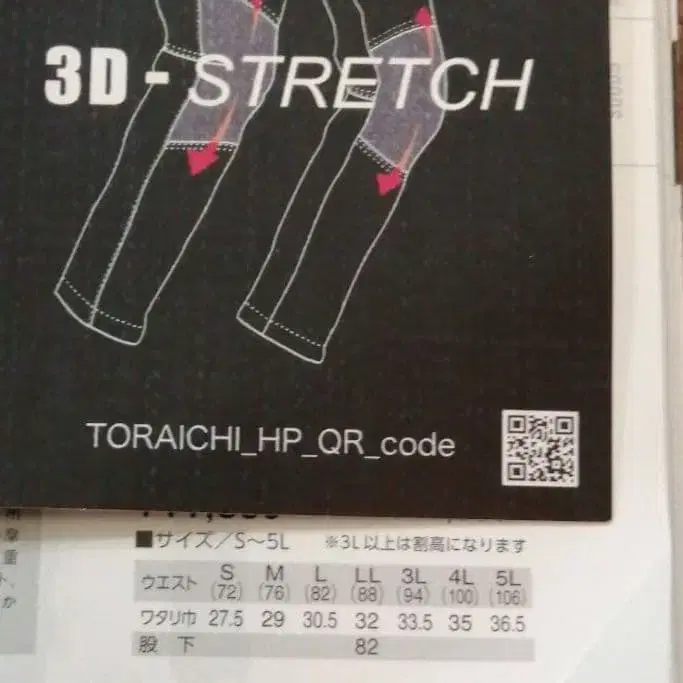 3D - STRETCH
TORAICHI_HP_QR_code
■サイズ/S〜5L ※3L以上は割高になります
ウエスト S (72) M (76) L (82) LL (88) 3L (94) 4L (100) 5L (106)
ワタリ巾 27.5 29 30.5 32 33.5 35 36.5
股下 82